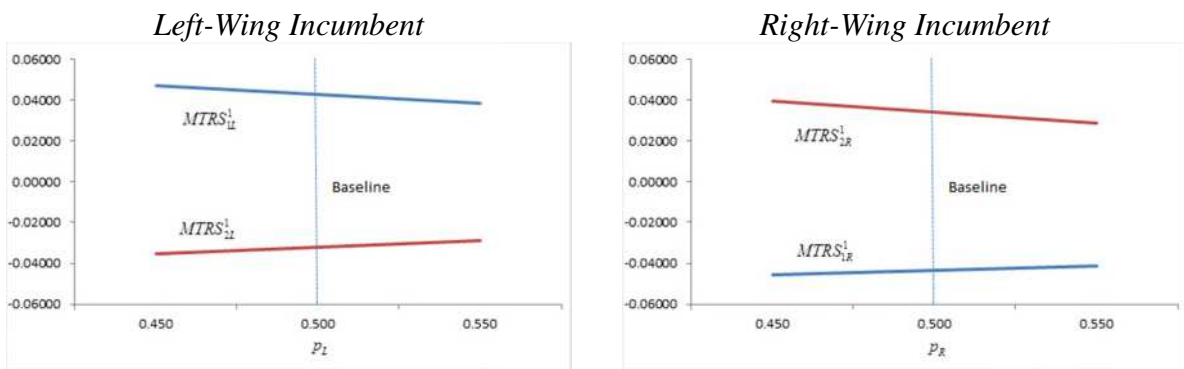 Left-Wing Incumbent
0.06000
0.04000
0.02000
0.00000
-0.02000
-0.04000
-0.06000
MTRS¹₁L
Baseline
MTRS¹₂L
0.450 0.500 0.550
p_L
Right-Wing Incumbent
0.06000
0.04000
0.02000
0.00000
-0.02000
-0.04000
-0.06000
MTRS¹₂R
Baseline
MTRS¹₁R
0.450 0.500 0.550
p_R